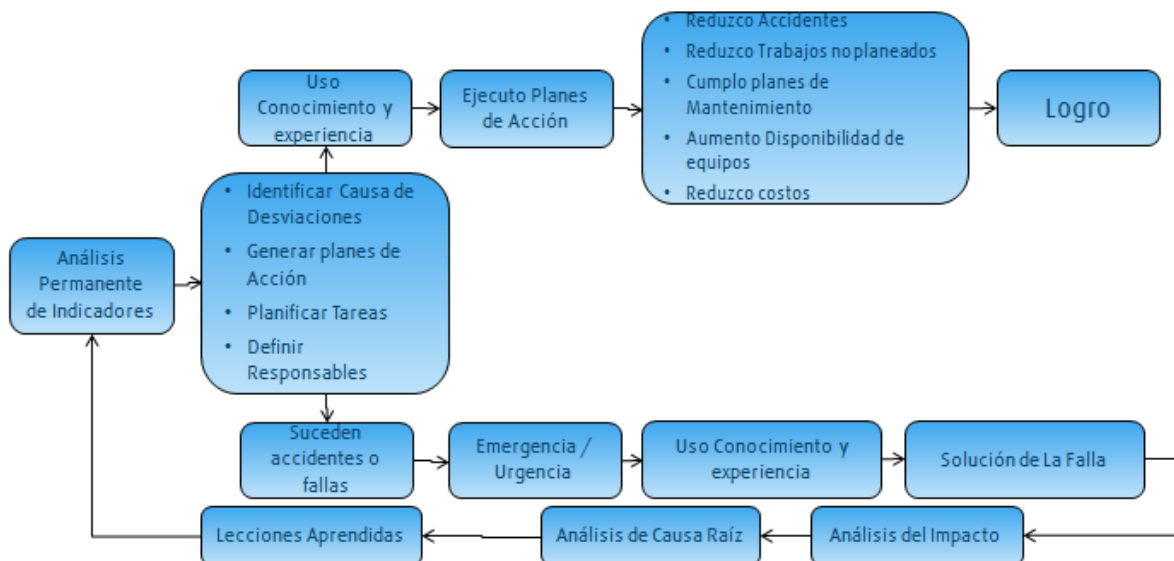 Análisis
Permanente
de Indicadores
• Identificar Causa de
Desviaciones
• Generar planes de
Acción
• Planificar Tareas
• Definir
Responsables
Uso
Conocimiento y
experiencia
Ejecuto Planes
de Acción
• Reduzco Accidentes
• Reduzco Trabajos no planeados
• Cumplo planes de
Mantenimiento
• Aumento Disponibilidad de
equipos
• Reduzco costos
Logro
Suceden
accidentes o
fallas
Emergencia /
Urgencia
Uso Conocimiento y
experiencia
Solución de La Falla
Análisis del Impacto
Análisis de Causa Raíz
Lecciones Aprendidas